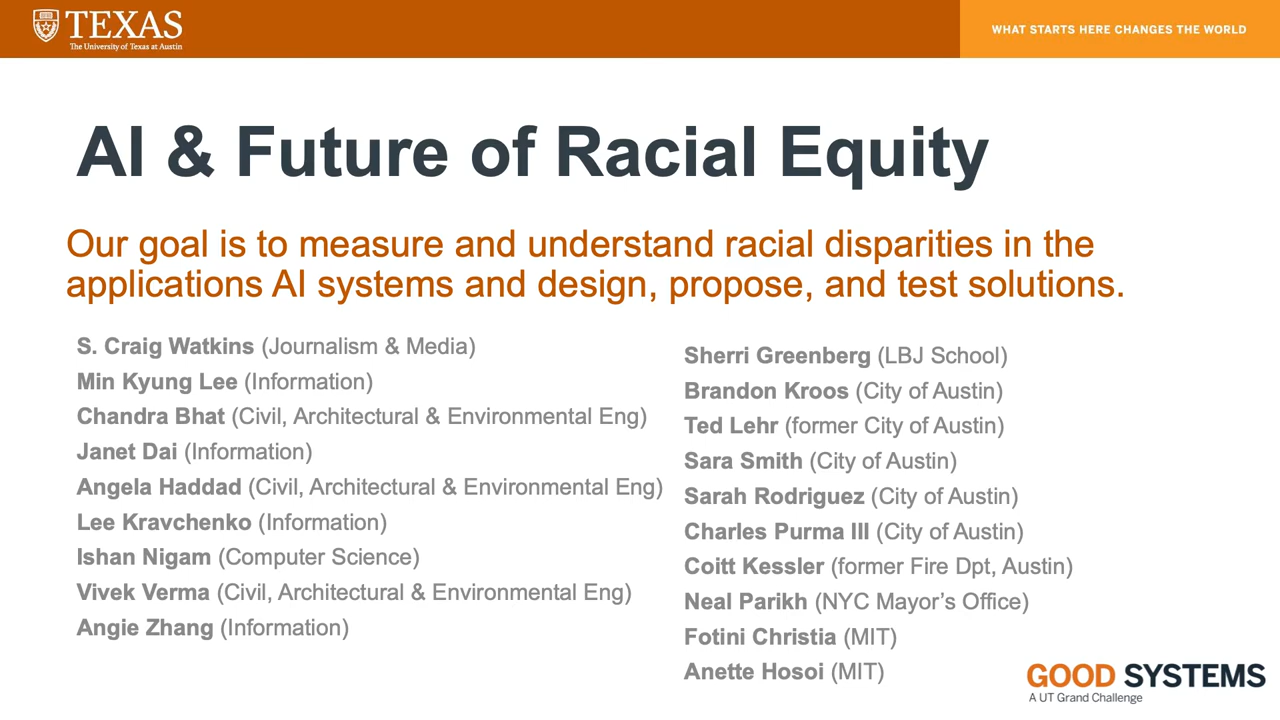 TEXAS
The University of Texas at Austin
WHAT STARTS HERE CHANGES THE WORLD
AI & Future of Racial Equity
Our goal is to measure and understand racial disparities in the
applications AI systems and design, propose, and test solutions.
S. Craig Watkins (Journalism & Media)
Min Kyung Lee (Information)
Chandra Bhat (Civil, Architectural & Environmental Eng)
Janet Dai (Information)
Angela Haddad (Civil, Architectural & Environmental Eng)
Lee Kravchenko (Information)
Ishan Nigam (Computer Science)
Vivek Verma (Civil, Architectural & Environmental Eng)
Angie Zhang (Information)
Sherri Greenberg (LBJ School)
Brandon Kroos (City of Austin)
Ted Lehr (former City of Austin)
Sara Smith (City of Austin)
Sarah Rodriguez (City of Austin)
Charles Purma III (City of Austin)
Coitt Kessler (former Fire Dpt, Austin)
Neal Parikh (NYC Mayor’s Office)
Fotini Christia (MIT)
Anette Hosoi (MIT)
GOOD SYSTEMS
A UT Grand Challenge